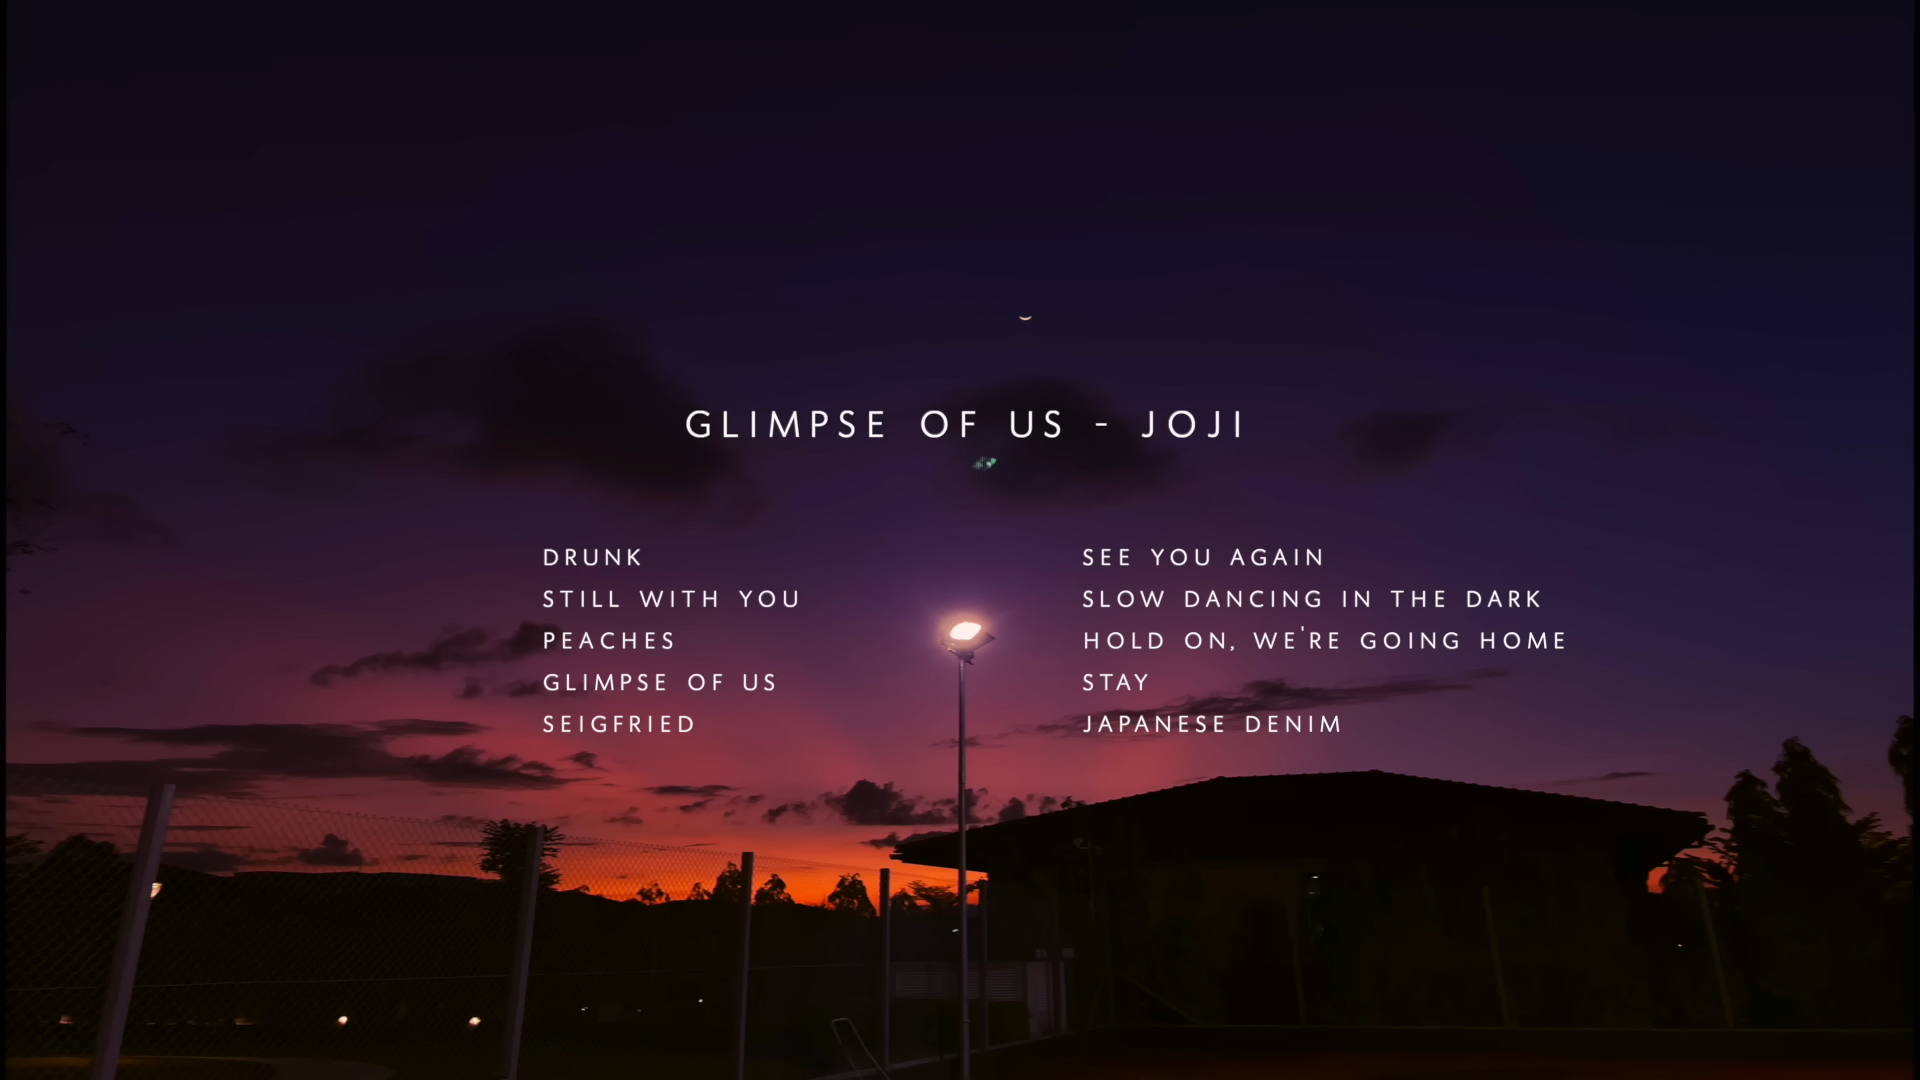 GLIMPSE OF US - JOJI
DRUNK
STILL WITH YOU
PEACHES
GLIMPSE OF US
SEIGFRIED
SEE YOU AGAIN
SLOW DANCING IN THE DARK
HOLD ON, WE'RE GOING HOME
STAY
JAPANESE DENIM